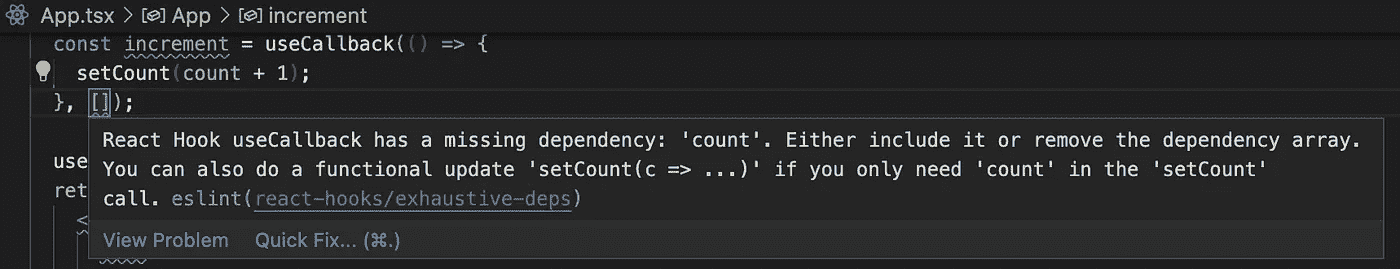 App.tsx > App > increment
const increment = useCallback(() => {
setCount(count + 1);
}, []);
React Hook useCallback has a missing dependency: 'count'. Either include it or remove the dependency array.
use
You can also do a functional update 'setCount(c => ...)' if you only need 'count' in the 'setCount'
ret
call. eslint(react-hooks/exhaustive-deps)
<
View Problem Quick Fix... (⌘.)